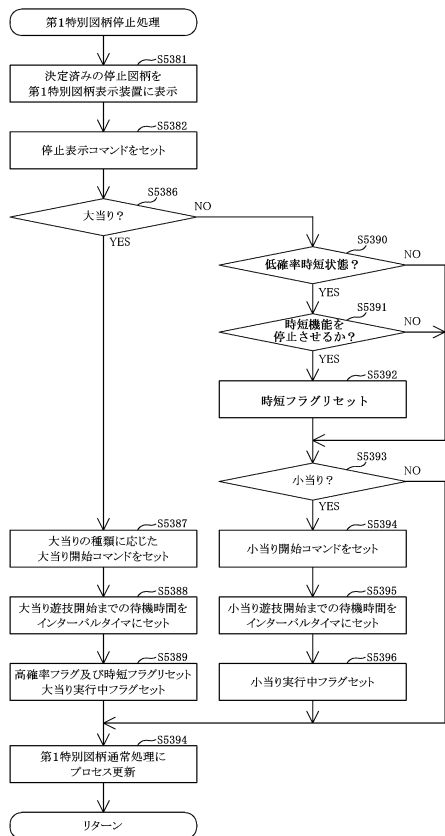 第1特別図柄停止処理
S5381
決定済みの停止図柄を
第1特別図柄表示装置に表示
S5382
停止表示コマンドをセット
S5386
大当り?
NO
YES
S5390
低確率時短状態?
NO
YES
S5391
時短機能を
停止させるか?
NO
YES
S5392
時短フラグリセット
S5393
小当り?
NO
YES
S5387
大当りの種類に応じた
大当り開始コマンドをセット
S5394
小当り開始コマンドをセット
S5388
大当り遊技開始までの待機時間を
インターバルタイマにセット
S5395
小当り遊技開始までの待機時間を
インターバルタイマにセット
S5389
高確率フラグ及び時短フラグリセット
大当り実行中フラグセット
S5396
小当り実行中フラグセット
S5394
第1特別図柄通常処理に
プロセス更新
リターン